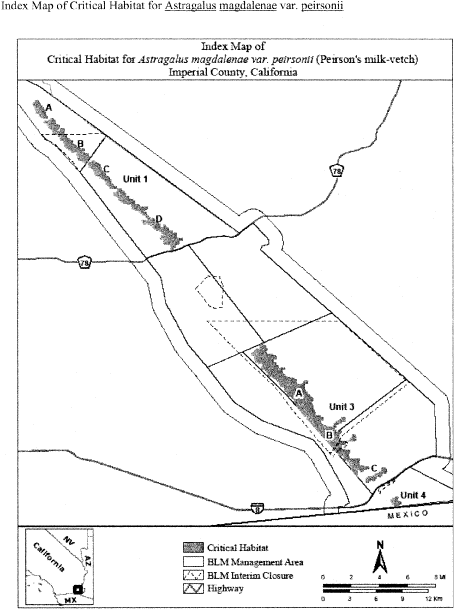 Index Map of Critical Habitat for Astragalus magdalenae var. peirsonii
Index Map of
Critical Habitat for Astragalus magdalenae var. peirsonii (Peirson's milk-vetch)
Imperial County, California
A
B
C
Unit 1
D
78
78
A
Unit 3
B
C
Unit 4
8
MEXICO
California
NV
AZ
MX
Critical Habitat
BLM Management Area
BLM Interim Closure
Highway
N
0 2 4 6 8 Mi
0 3 6 9 12 Km